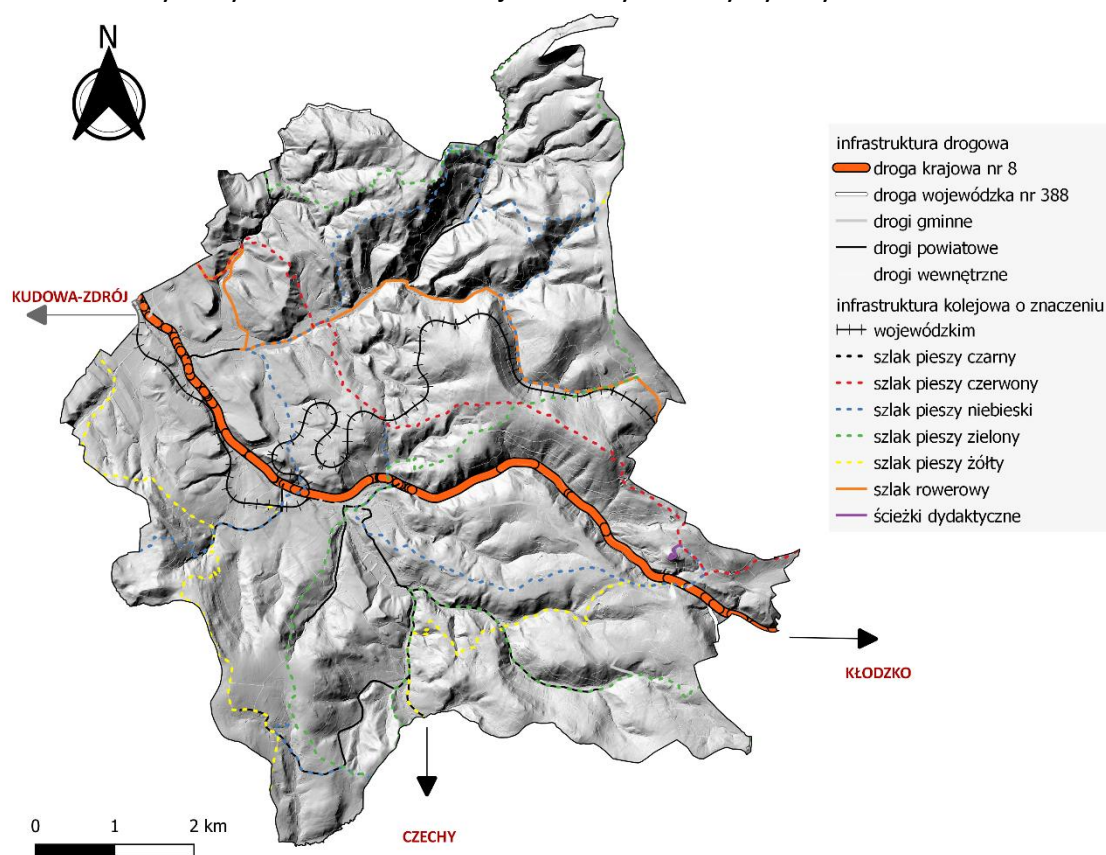 N
infrastruktura drogowa
droga krajowa nr 8
droga wojewódzka nr 388
drogi gminne
drogi powiatowe
drogi wewnętrzne
infrastruktura kolejowa o znaczeniu
wojewódzkim
szlak pieszy czarny
szlak pieszy czerwony
szlak pieszy niebieski
szlak pieszy zielony
szlak pieszy żółty
szlak rowerowy
ścieżki dydaktyczne
KUDOWA-ZDRÓJ
KŁODZKO
CZECHY
0 1 2 km